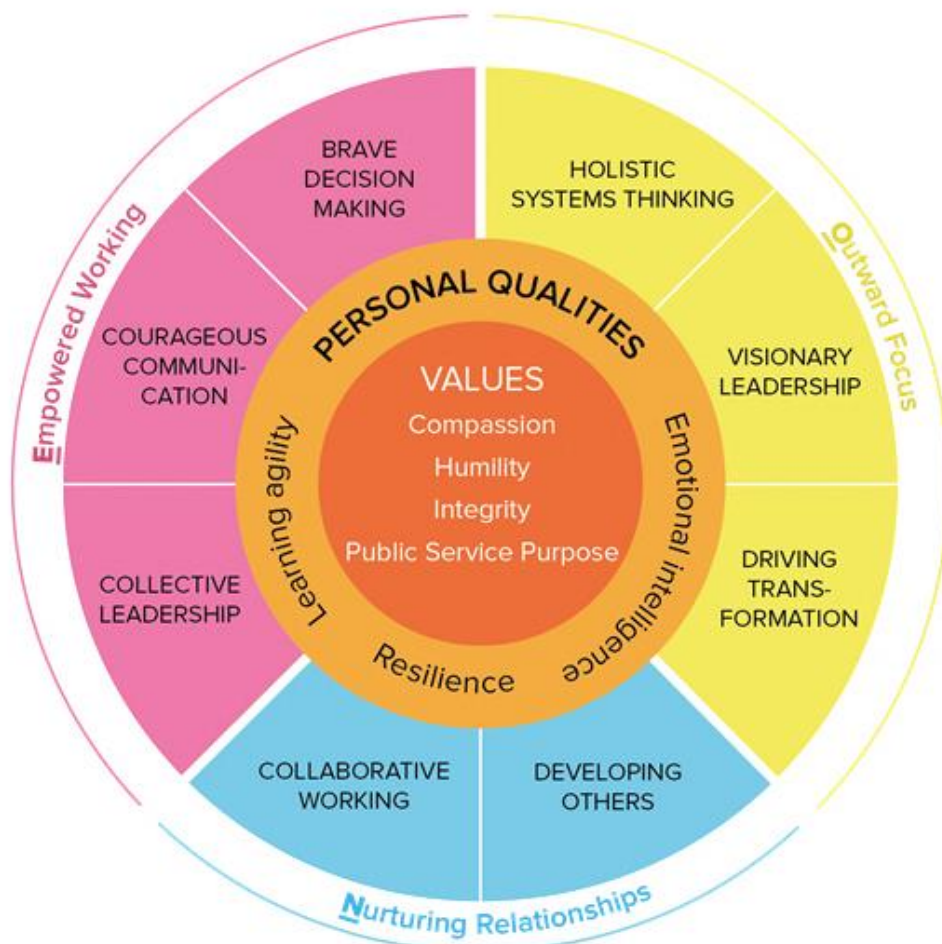 BRAVE
DECISION
MAKING
HOLISTIC
SYSTEMS THINKING
Empowered Working
Outward Focus
PERSONAL QUALITIES
COURAGEOUS
COMMUNI-
CATION
VISIONARY
LEADERSHIP
VALUES
Compassion
Humility
Integrity
Public Service Purpose
Learning agility
Emotional intelligence
Resilience
COLLECTIVE
LEADERSHIP
DRIVING
TRANS-
FORMATION
COLLABORATIVE
WORKING
DEVELOPING
OTHERS
Nurturing Relationships